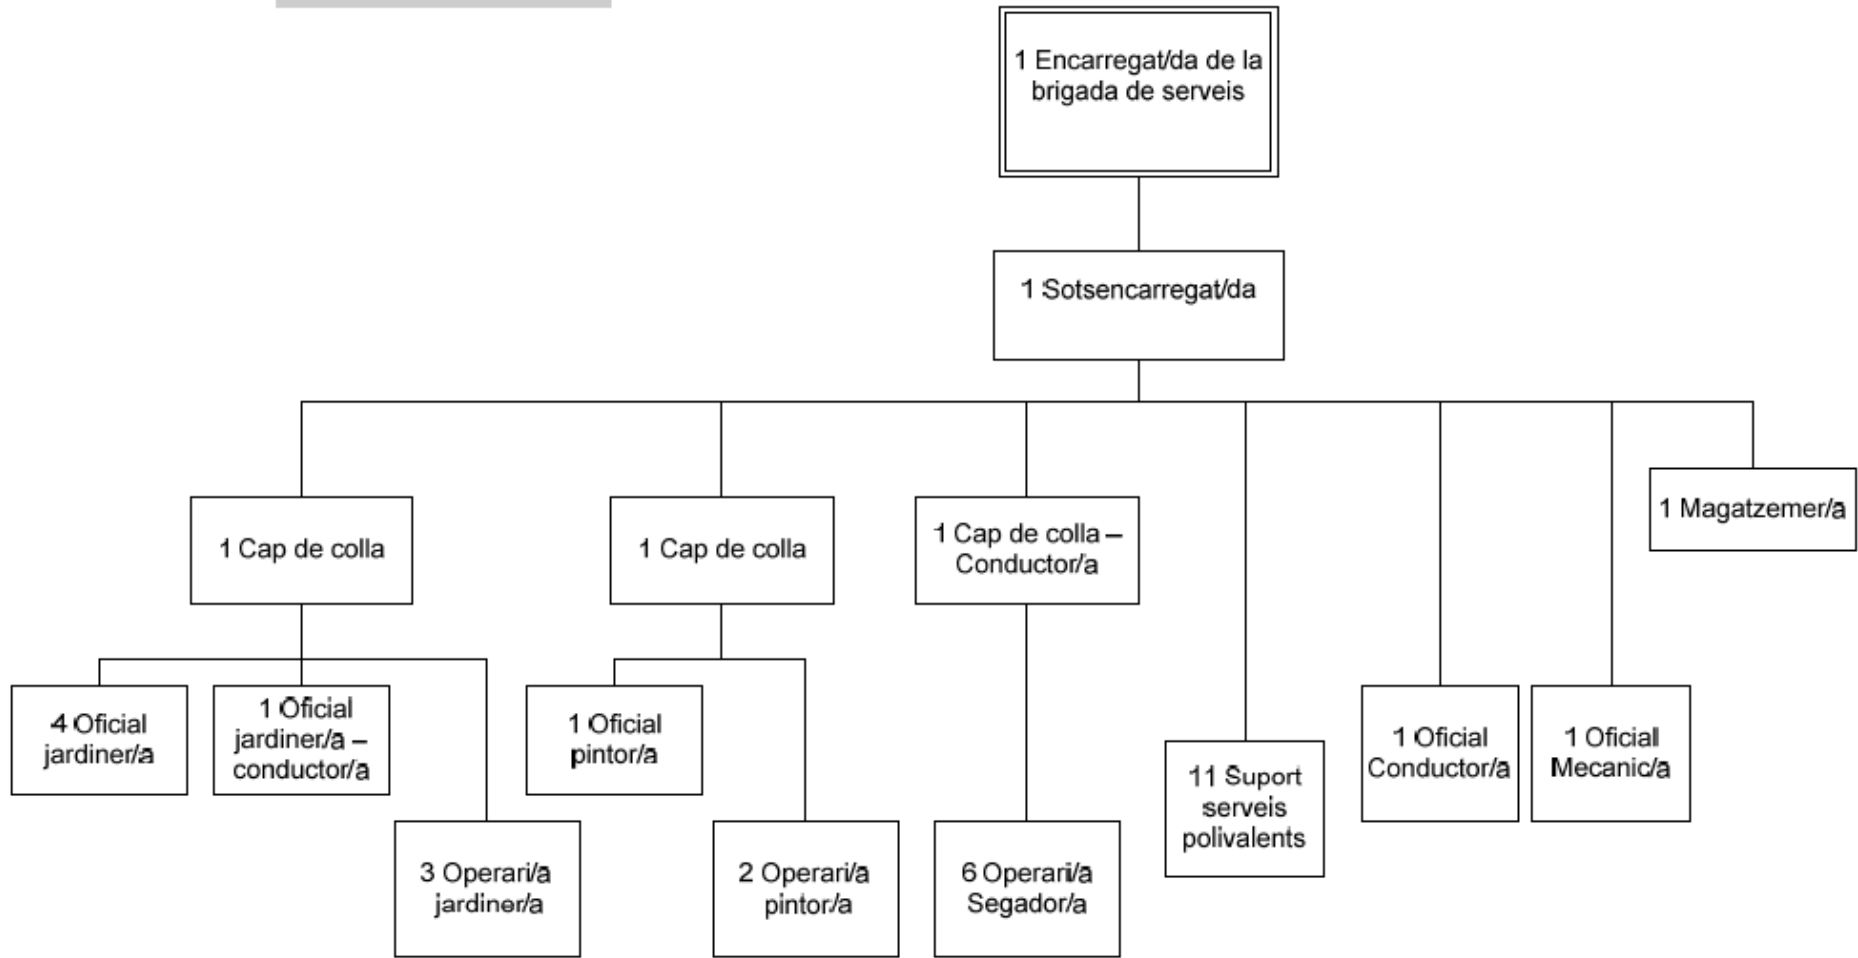 1 Encarregat/da de la
brigada de serveis
1 Sotsencarregat/da
1 Cap de colla
1 Cap de colla
1 Cap de colla –
Conductor/a
1 Magatzemer/a
4 Oficial
jardiner/a
1 Oficial
jardiner/a –
conductor/a
1 Oficial
pintor/a
3 Operari/a
jardiner/a
2 Operari/a
pintor/a
6 Operari/a
Segador/a
11 Suport
serveis
polivalents
1 Oficial
Conductor/a
1 Oficial
Mecanic/a